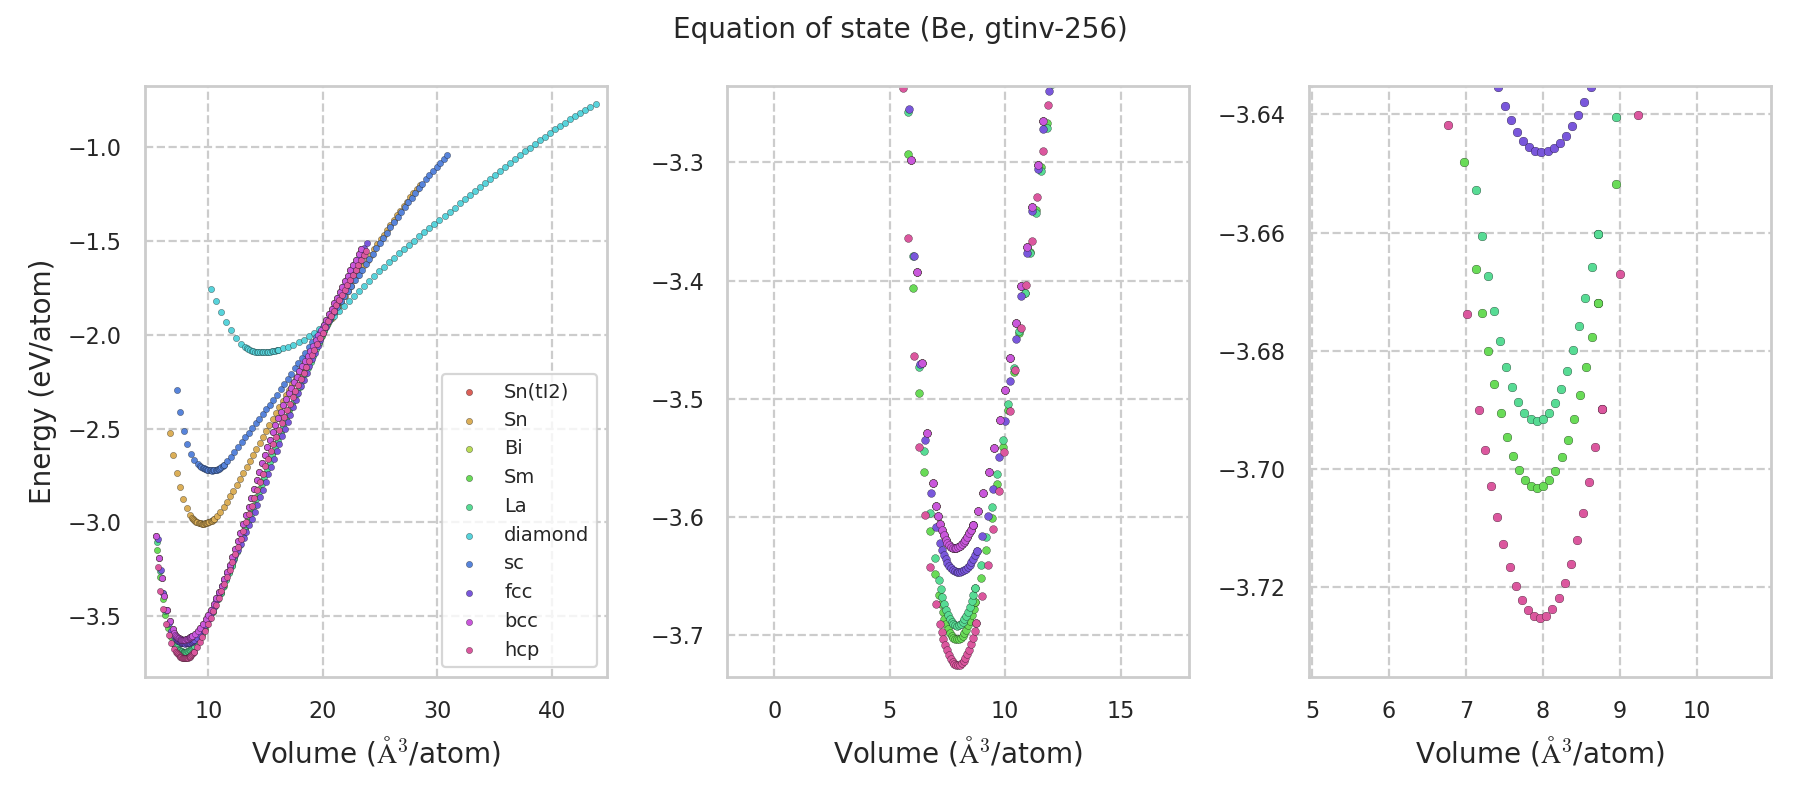 Equation of state (Be, gtinv-256)
Energy (eV/atom)
−1.0
−1.5
−2.0
−2.5
−3.0
−3.5
10
20
30
40
Volume (Å³/atom)
Sn(tI2)
Sn
Bi
Sm
La
diamond
sc
fcc
bcc
hcp
−3.3
−3.4
−3.5
−3.6
−3.7
0
5
10
15
Volume (Å³/atom)
−3.64
−3.66
−3.68
−3.70
−3.72
5
6
7
8
9
10
Volume (Å³/atom)